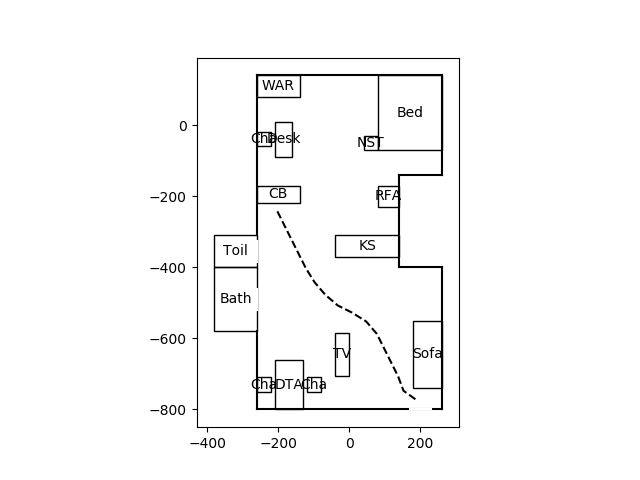 WAR
Bed
0
Cha
Desk
NST
−200
CB
RFA
Toil
KS
−400
Bath
−600
TV
Sofa
Cha
DTA
Cha
−800
−400
−200
0
200